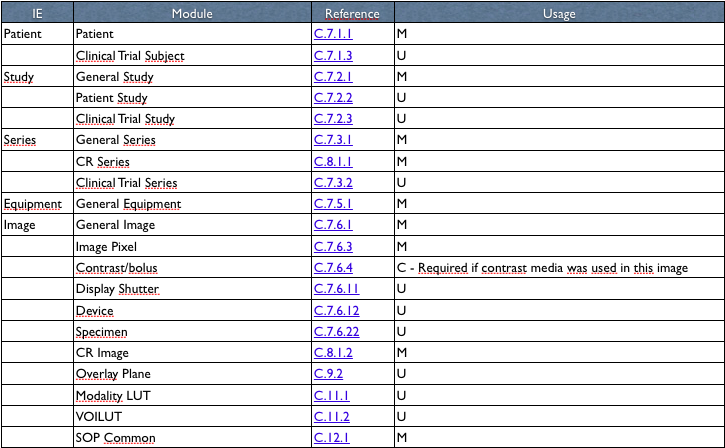 IE Module Reference Usage
Patient Patient C.7.1.1 M
Clinical Trial Subject C.7.1.3 U
Study General Study C.7.2.1 M
Patient Study C.7.2.2 U
Clinical Trial Study C.7.2.3 U
Series General Series C.7.3.1 M
CR Series C.8.1.1 M
Clinical Trial Series C.7.3.2 U
Equipment General Equipment C.7.5.1 M
Image General Image C.7.6.1 M
Image Pixel C.7.6.3 M
Contrast/bolus C.7.6.4 C - Required if contrast media was used in this image
Display Shutter C.7.6.11 U
Device C.7.6.12 U
Specimen C.7.6.22 U
CR Image C.8.1.2 M
Overlay Plane C.9.2 U
Modality LUT C.11.1 U
VOILUT C.11.2 U
SOP Common C.12.1 M